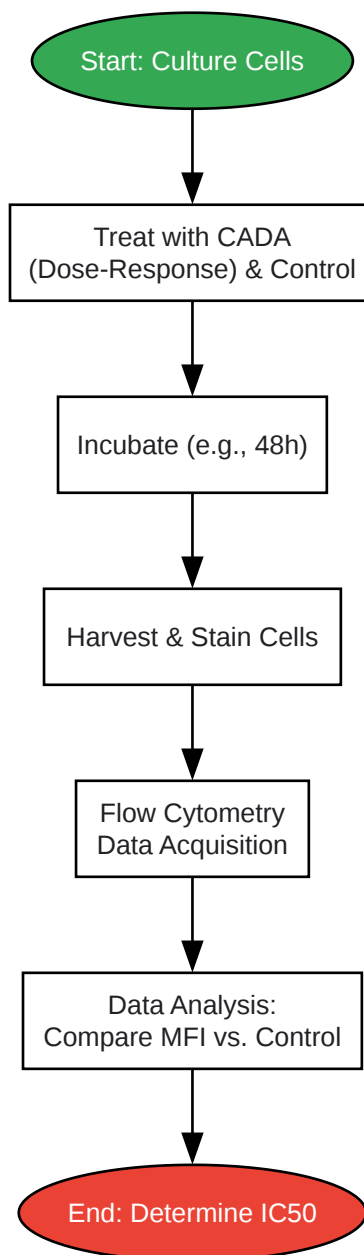 Start: Culture Cells
Treat with CADA
(Dose-Response) & Control
Incubate (e.g., 48h)
Harvest & Stain Cells
Flow Cytometry
Data Acquisition
Data Analysis:
Compare MFI vs. Control
End: Determine IC50